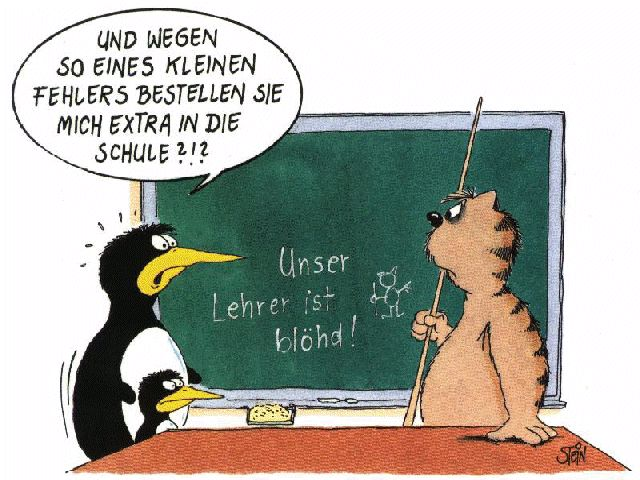 UND WEGEN
SO EINES KLEINEN
FEHLERS BESTELLEN SIE
MICH EXTRA IN DIE
SCHULE?!?
Unser
Lehrer ist
blöhd!
STEIN